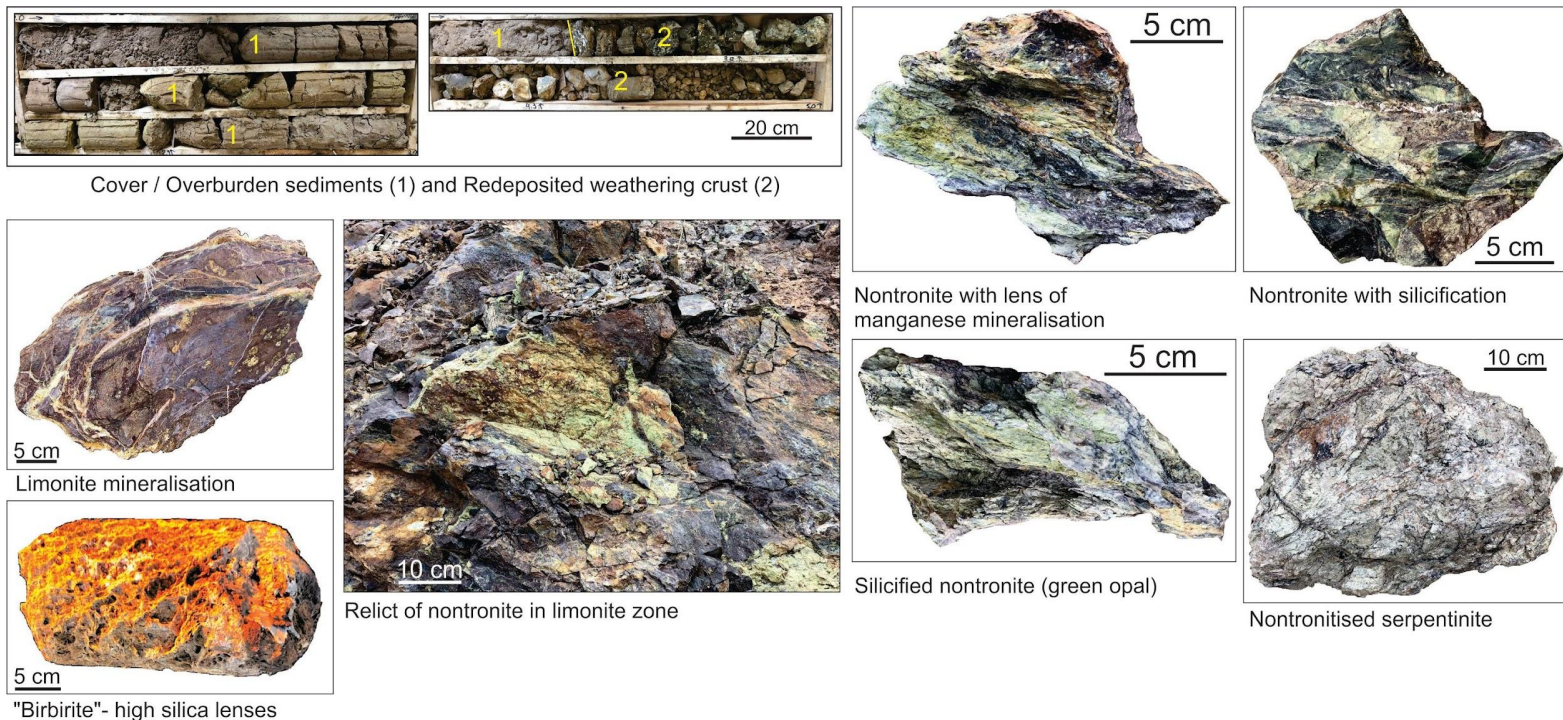 1
1
1
1
2
2
20 cm
Cover / Overburden sediments (1) and Redeposited weathering crust (2)
5 cm
Limonite mineralisation
5 cm
"Birbirite"- high silica lenses
10 cm
Relict of nontronite in limonite zone
5 cm
Nontronite with lens of
manganese mineralisation
5 cm
Nontronite with silicification
5 cm
Silicified nontronite (green opal)
10 cm
Nontronitised serpentinite